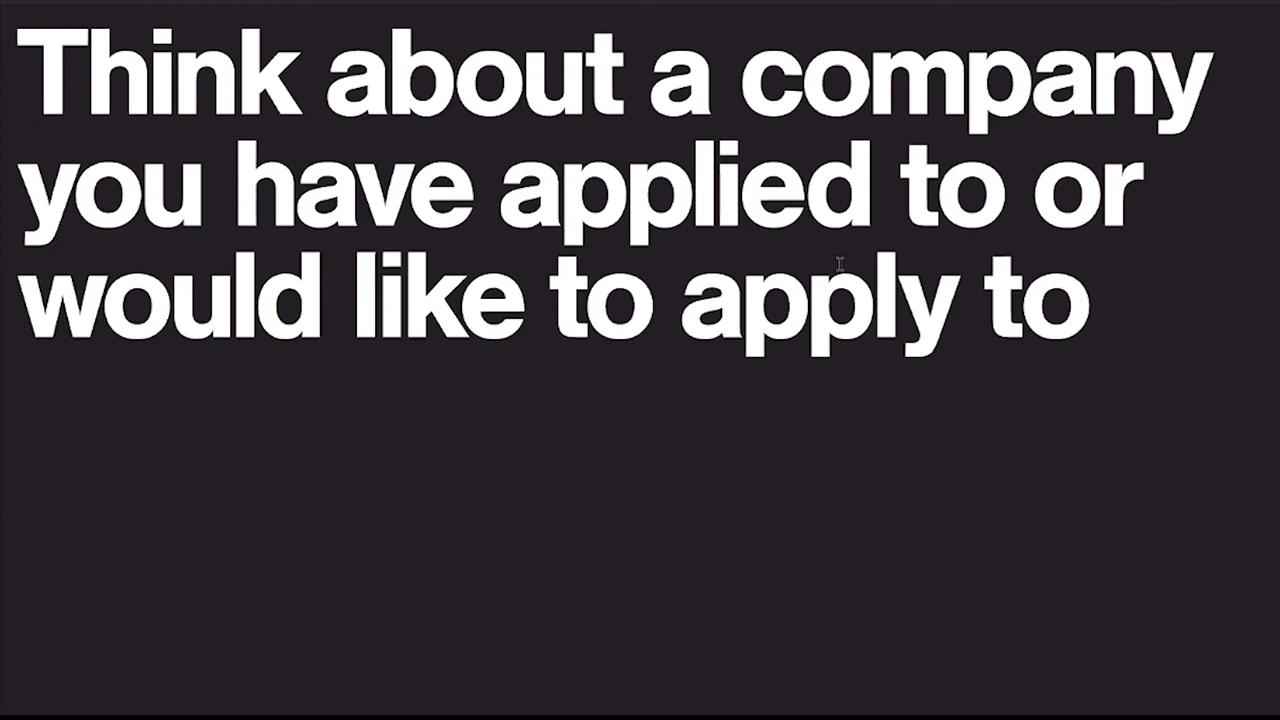 Think about a company
you have applied to or
would like to apply to